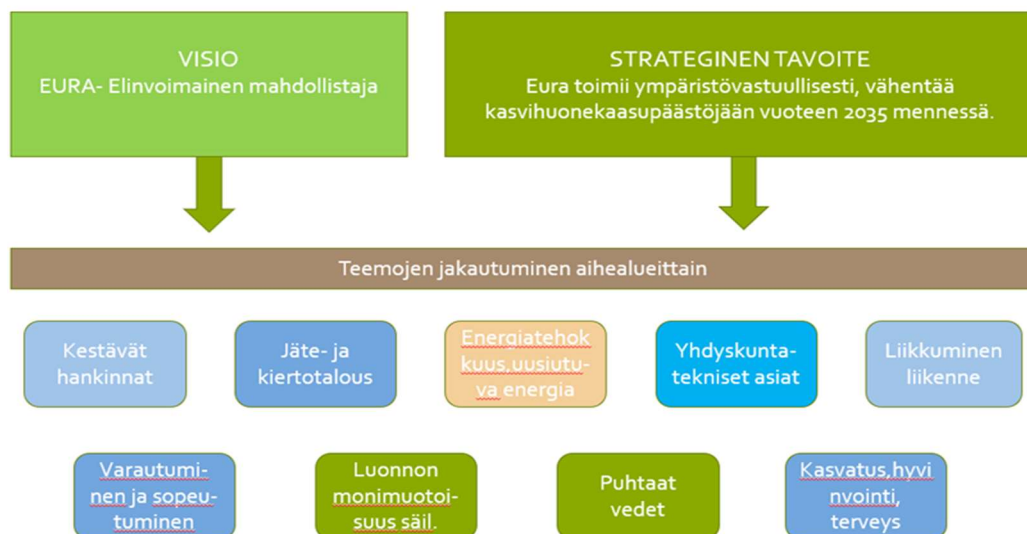 VISIO
EURA- Elinvoimainen mahdollistaja
STRATEGINEN TAVOITE
Eura toimii ympäristövastuullisesti, vähentää
kasvihuonekaasupäästöjään vuoteen 2035 mennessä.
Teemojen jakautuminen aihealueittain
Kestävät
hankinnat
Jäte- ja
kiertotalous
Energiatehok
kuus,uusiutu-
va energia
Yhdyskunta-
tekniset asiat
Liikkuminen
liikenne
Varautumi-
nen ja sopeu-
tuminen
Luonnon
monimuotoi-
suus säil.
Puhtaat
vedet
Kasvatus,hyvi
nvointi,
terveys